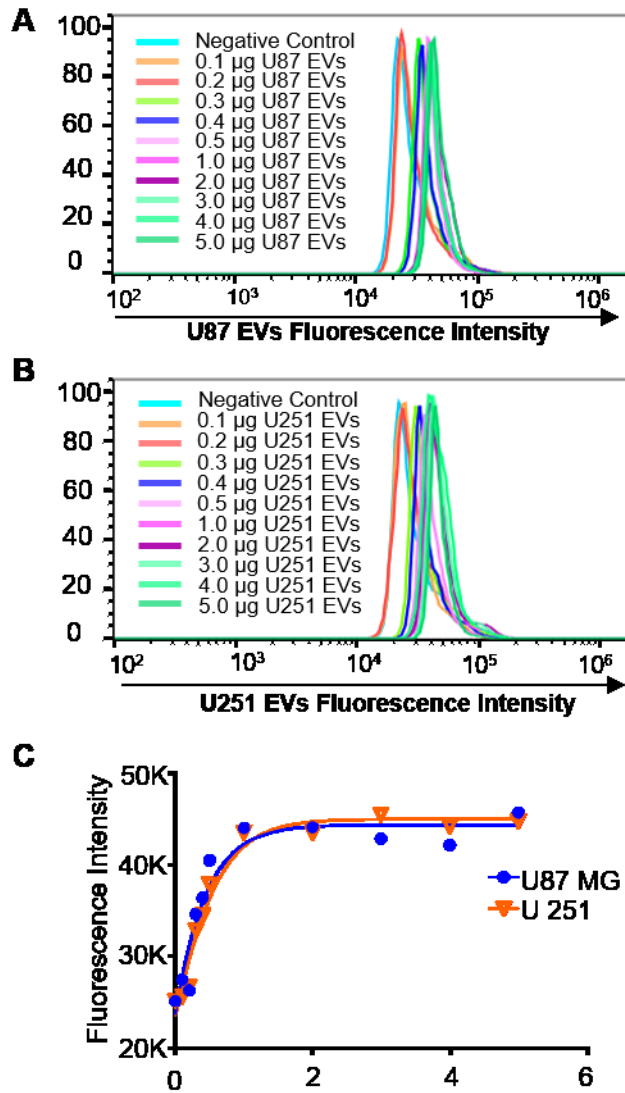 A
100
80
60
40
20
0
Negative Control
0.1 µg U87 EVs
0.2 µg U87 EVs
0.3 µg U87 EVs
0.4 µg U87 EVs
0.5 µg U87 EVs
1.0 µg U87 EVs
2.0 µg U87 EVs
3.0 µg U87 EVs
4.0 µg U87 EVs
5.0 µg U87 EVs
10² 10³ 10⁴ 10⁵ 10⁶
U87 EVs Fluorescence Intensity
B
100
80
60
40
20
0
Negative Control
0.1 µg U251 EVs
0.2 µg U251 EVs
0.3 µg U251 EVs
0.4 µg U251 EVs
0.5 µg U251 EVs
1.0 µg U251 EVs
2.0 µg U251 EVs
3.0 µg U251 EVs
4.0 µg U251 EVs
5.0 µg U251 EVs
10² 10³ 10⁴ 10⁵ 10⁶
U251 EVs Fluorescence Intensity
C
Fluorescence Intensity
50K
40K
30K
20K
U87 MG
U 251
0 2 4 6